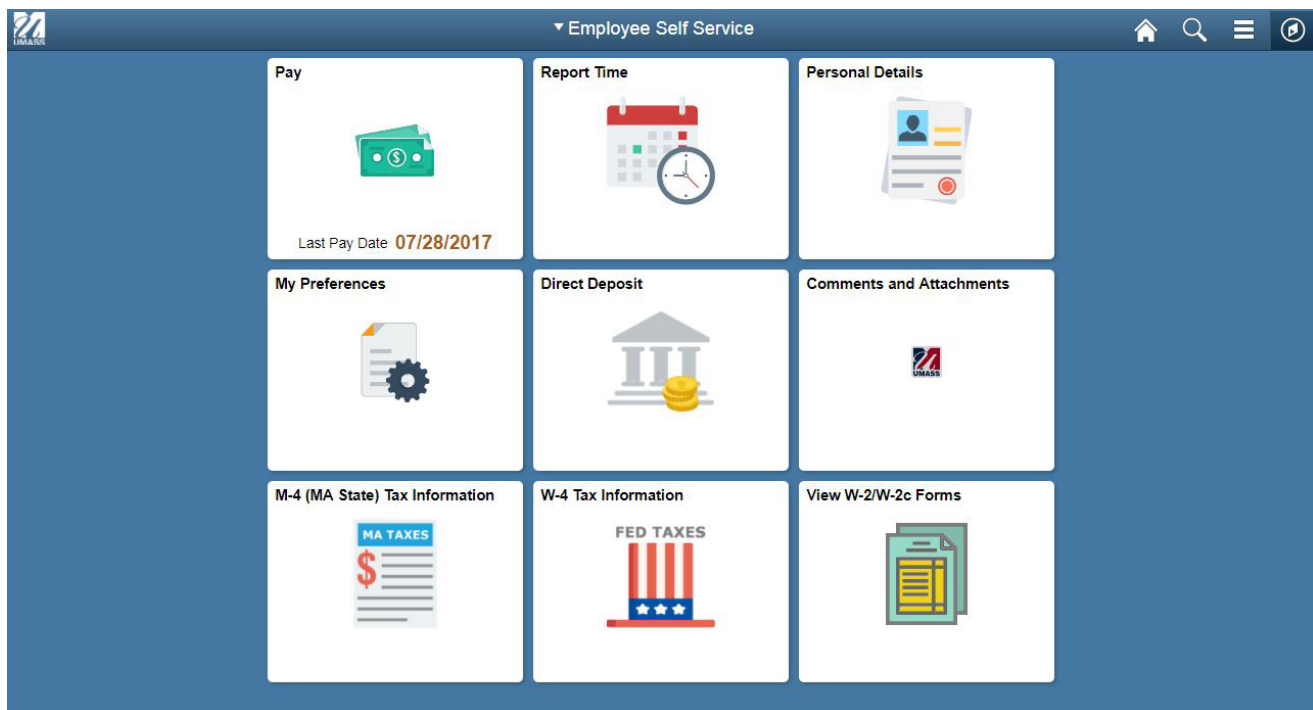 UMASS
Employee Self Service
Pay
Last Pay Date 07/28/2017
Report Time
Personal Details
My Preferences
Direct Deposit
Comments and Attachments
UMASS
M-4 (MA State) Tax Information
MA TAXES
$
W-4 Tax Information
FED TAXES
View W-2/W-2c Forms